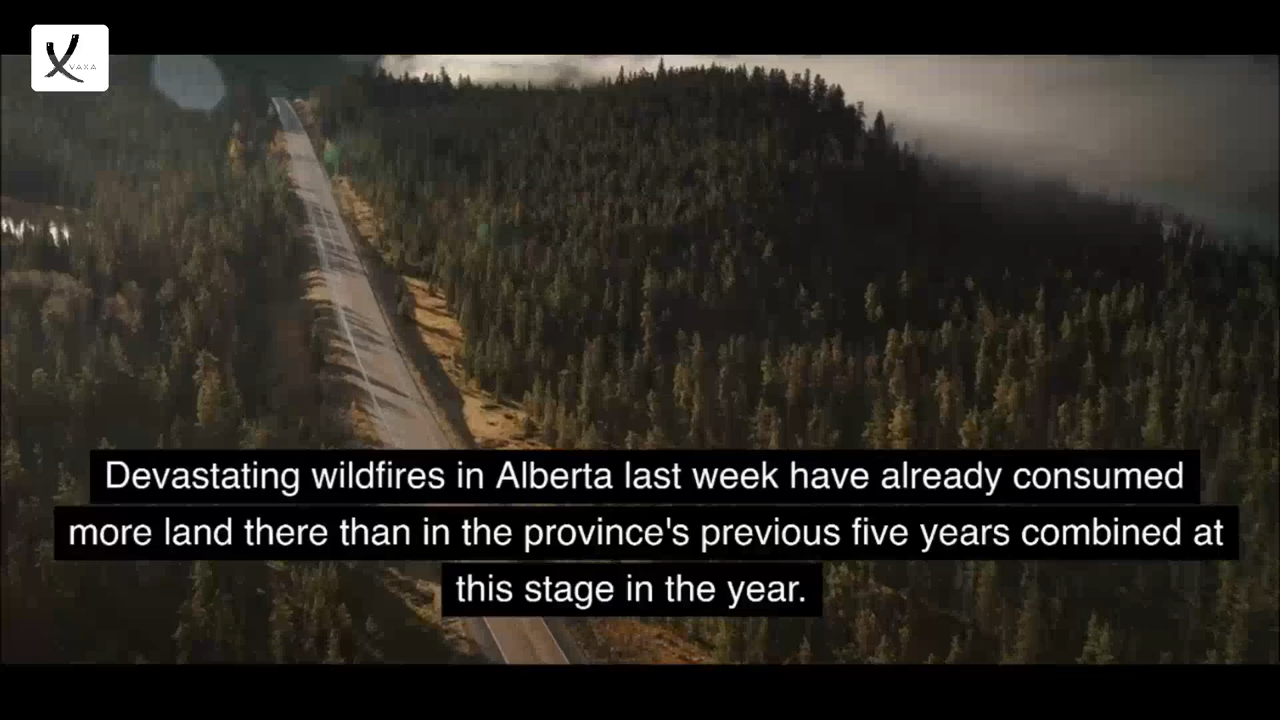 VAXA
Devastating wildfires in Alberta last week have already consumed
more land there than in the province's previous five years combined at
this stage in the year.